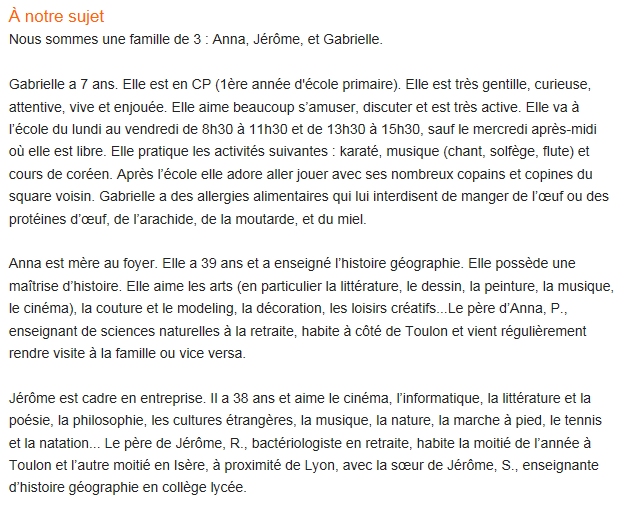 À notre sujet
Nous sommes une famille de 3 : Anna, Jérôme, et Gabrielle.
Gabrielle a 7 ans. Elle est en CP (1ère année d'école primaire). Elle est très gentille, curieuse,
attentive, vive et enjouée. Elle aime beaucoup s’amuser, discuter et est très active. Elle va à
l’école du lundi au vendredi de 8h30 à 11h30 et de 13h30 à 15h30, sauf le mercredi après-midi
où elle est libre. Elle pratique les activités suivantes : karaté, musique (chant, solfège, flute) et
cours de coréen. Après l’école elle adore aller jouer avec ses nombreux copains et copines du
square voisin. Gabrielle a des allergies alimentaires qui lui interdisent de manger de l’œuf ou des
protéines d’œuf, de l’arachide, de la moutarde, et du miel.
Anna est mère au foyer. Elle a 39 ans et a enseigné l’histoire géographie. Elle possède une
maîtrise d’histoire. Elle aime les arts (en particulier la littérature, le dessin, la peinture, la musique,
le cinéma), la couture et le modeling, la décoration, les loisirs créatifs...Le père d’Anna, P.,
enseignant de sciences naturelles à la retraite, habite à côté de Toulon et vient régulièrement
rendre visite à la famille ou vice versa.
Jérôme est cadre en entreprise. Il a 38 ans et aime le cinéma, l’informatique, la littérature et la
poésie, la philosophie, les cultures étrangères, la musique, la nature, la marche à pied, le tennis
et la natation... Le père de Jérôme, R., bactériologiste en retraite, habite la moitié de l’année à
Toulon et l’autre moitié en Isère, à proximité de Lyon, avec la sœur de Jérôme, S., enseignante
d’histoire géographie en collège lycée.